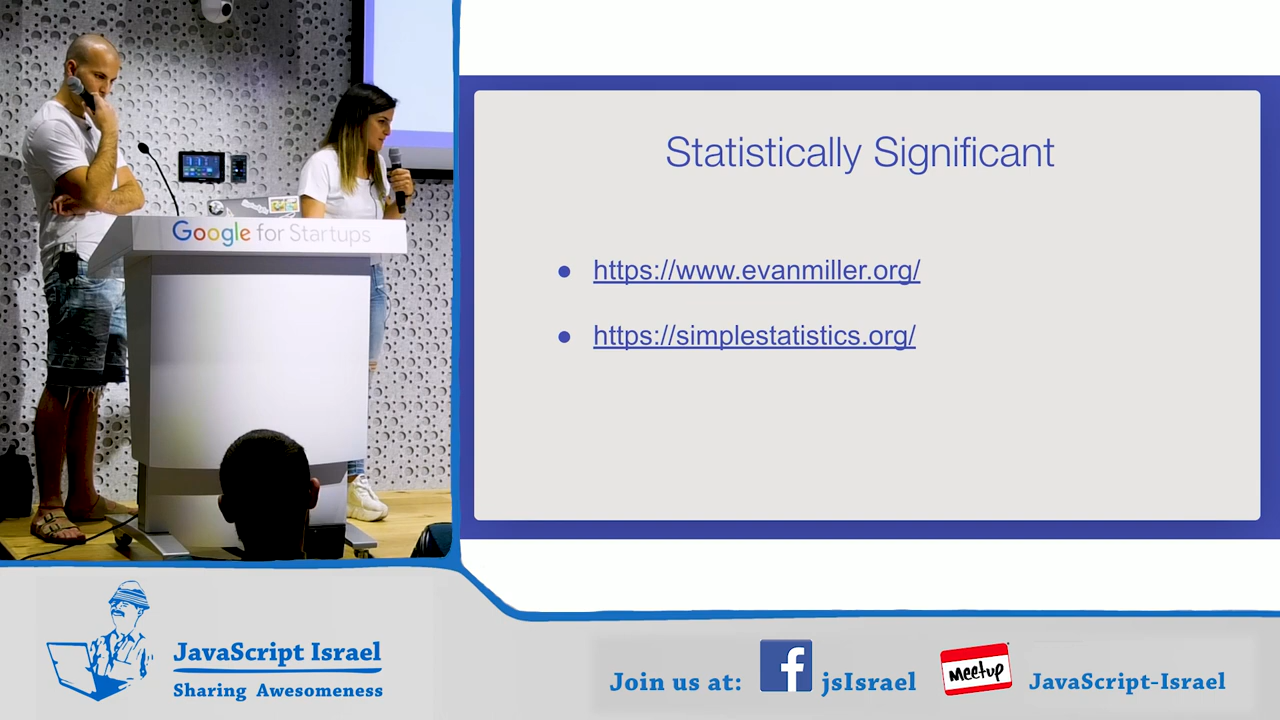 Google for Startups
Statistically Significant
● https://www.evanmiller.org/
● https://simplestatistics.org/
JavaScript Israel
Sharing Awesomeness
Join us at:
f
jsIsrael
Meetup
JavaScript-Israel